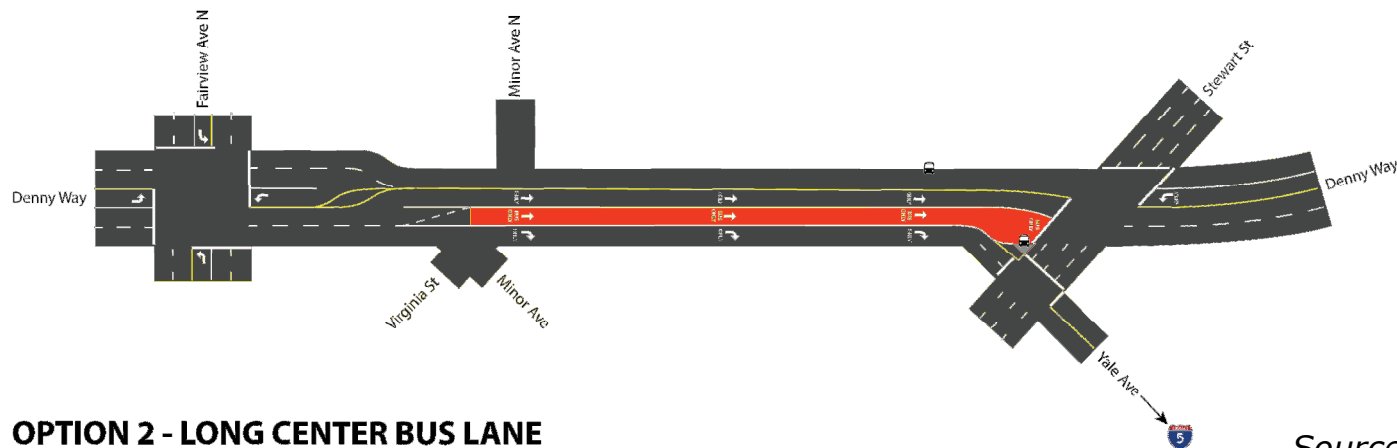 Fairview Ave N
Minor Ave N
Stewart St
Denny Way
Denny Way
Virginia St
Minor Ave
Yale Ave
5
OPTION 2 - LONG CENTER BUS LANE
Source